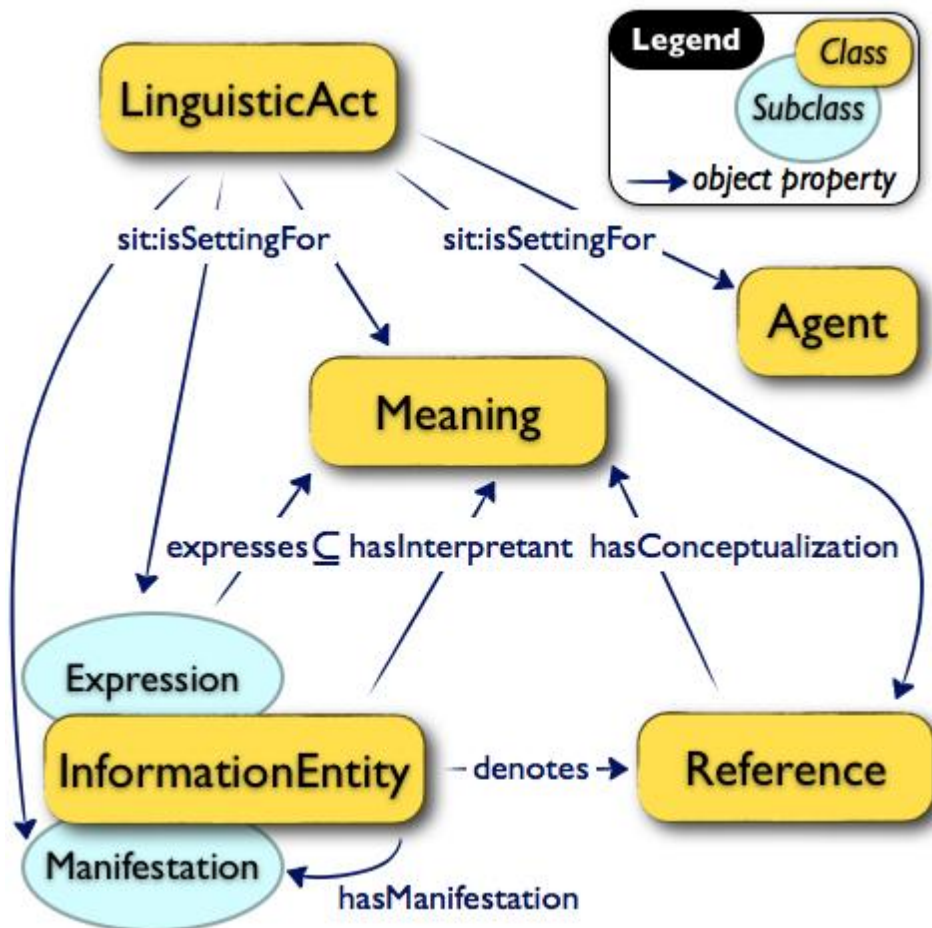 Legend
Class
Subclass
object property
LinguisticAct
sit:isSettingFor sit:isSettingFor
Agent
Meaning
expresses ⊆ hasInterpretant hasConceptualization
Expression
InformationEntity denotes Reference
Manifestation
hasManifestation